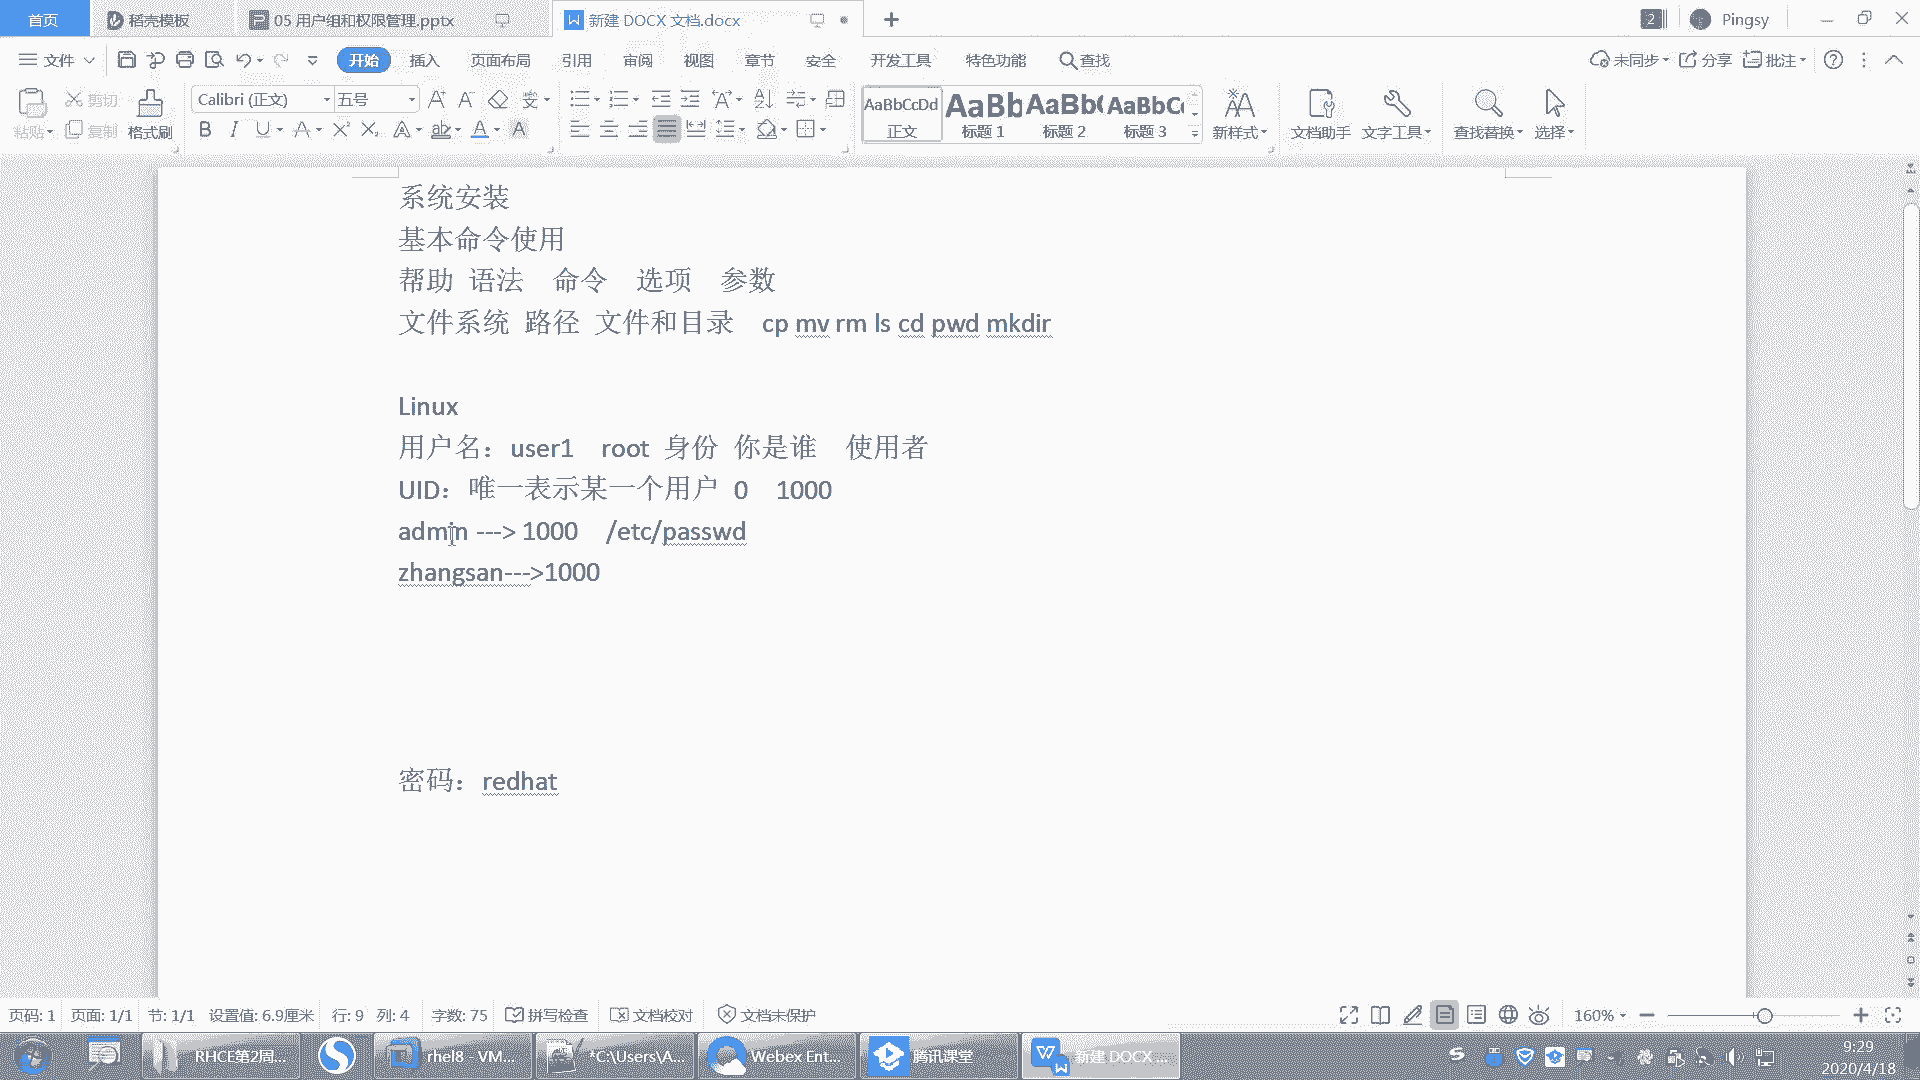 首页 稻壳模板 05 用户组和权限管理.pptx 新建 DOCX 文档.docx 2 Pingsy
文件 开始 插入 页面布局 引用 审阅 视图 章节 安全 开发工具 特色功能 查找 未同步 分享 批注
粘贴 剪切 复制 格式刷 Calibri (正文) 五号
AaBbCcDd AaBb AaBb( AaBbC
正文 标题 1 标题 2 标题 3 新样式 文档助手 文字工具 查找替换 选择
系统安装
基本命令使用
帮助 语法 命令 选项 参数
文件系统 路径 文件和目录 cp mv rm ls cd pwd mkdir
Linux
用户名：user1 root 身份 你是谁 使用者
UID：唯一表示某一个用户 0 1000
admin ---> 1000 /etc/passwd
zhangsan--->1000
密码：redhat
页码: 1 页面: 1/1 节: 1/1 设置值: 6.9厘米 行: 9 列: 4 字数: 75 拼写检查 文档校对 文档未保护 160%
RHCE第2周... rhel8 - VM... *C:\Users\A... Webex Ent... 腾讯课堂 新建 DOCX ... 9:29
2020/4/18